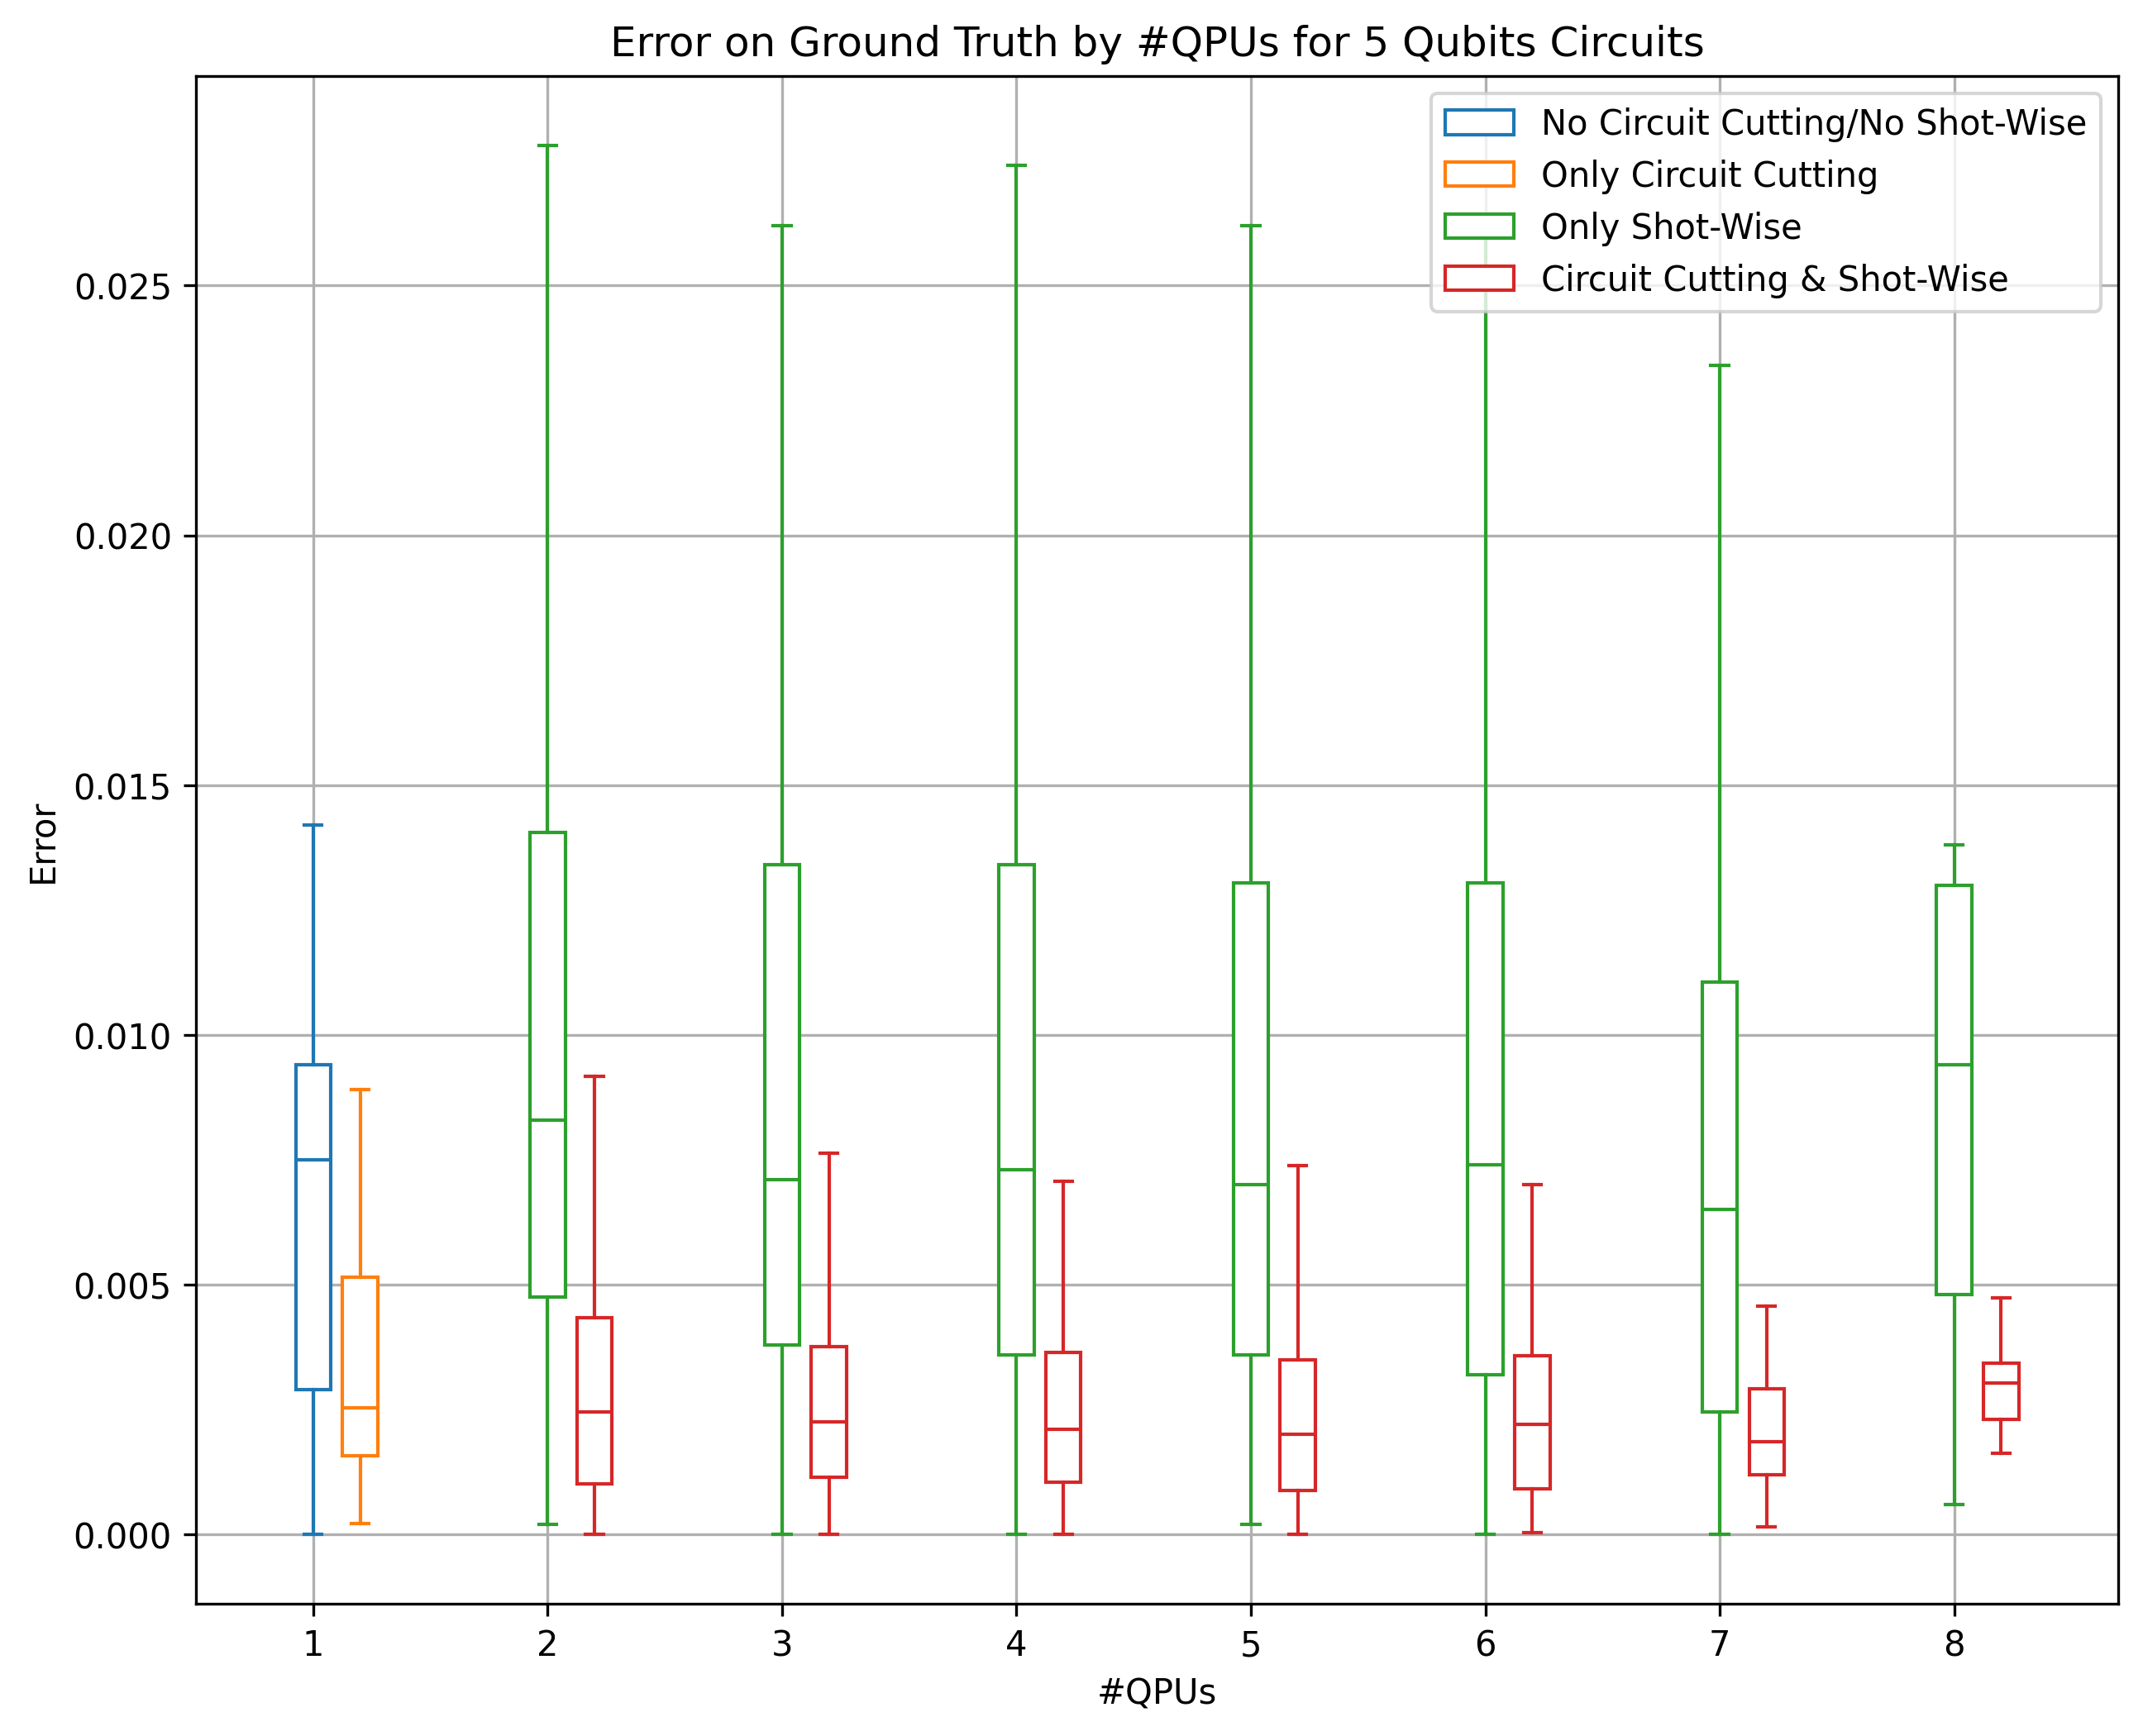 Error on Ground Truth by #QPUs for 5 Qubits Circuits
No Circuit Cutting/No Shot-Wise
Only Circuit Cutting
Only Shot-Wise
Circuit Cutting & Shot-Wise
0.025
0.020
0.015
0.010
0.005
0.000
Error
1 2 3 4 5 6 7 8
#QPUs